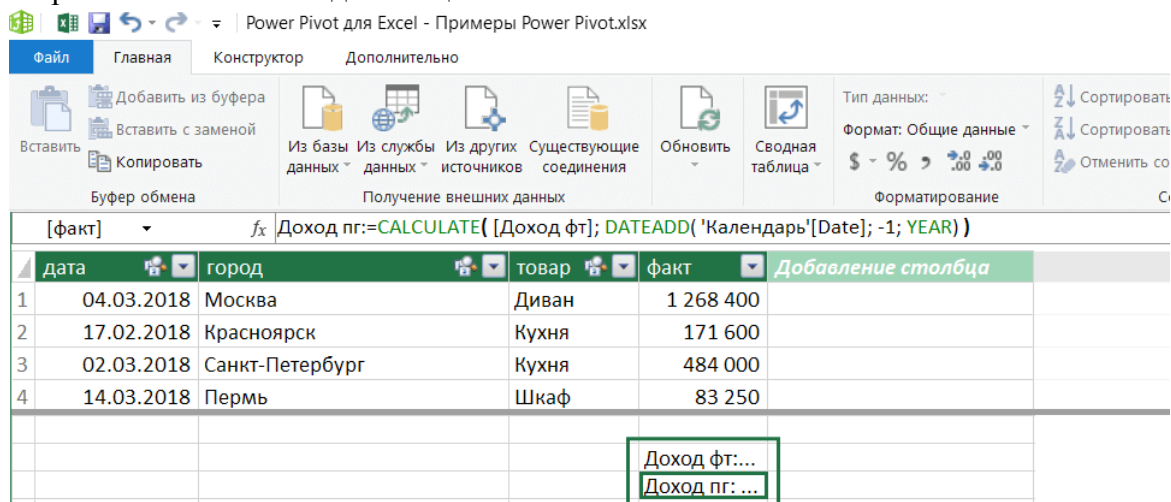 Power Pivot для Excel - Примеры Power Pivot.xlsx
Файл Главная Конструктор Дополнительно
Вставить
Добавить из буфера
Вставить с заменой
Копировать
Буфер обмена
Из базы данных
Из службы данных
Из других источников
Существующие соединения
Получение внешних данных
Обновить
Сводная таблица
Тип данных:
Формат: Общие данные
$ % 9 .0 .00 .00 .0
Форматирование
Сортировать
Сортировать
Отменить со
[факт] fx Доход пг:=CALCULATE( [Доход фт]; DATEADD( 'Календарь'[Date]; -1; YEAR) )
дата город товар факт Добавление столбца
1 04.03.2018 Москва Диван 1 268 400
2 17.02.2018 Красноярск Кухня 171 600
3 02.03.2018 Санкт-Петербург Кухня 484 000
4 14.03.2018 Пермь Шкаф 83 250
Доход фт:...
Доход пг: ...